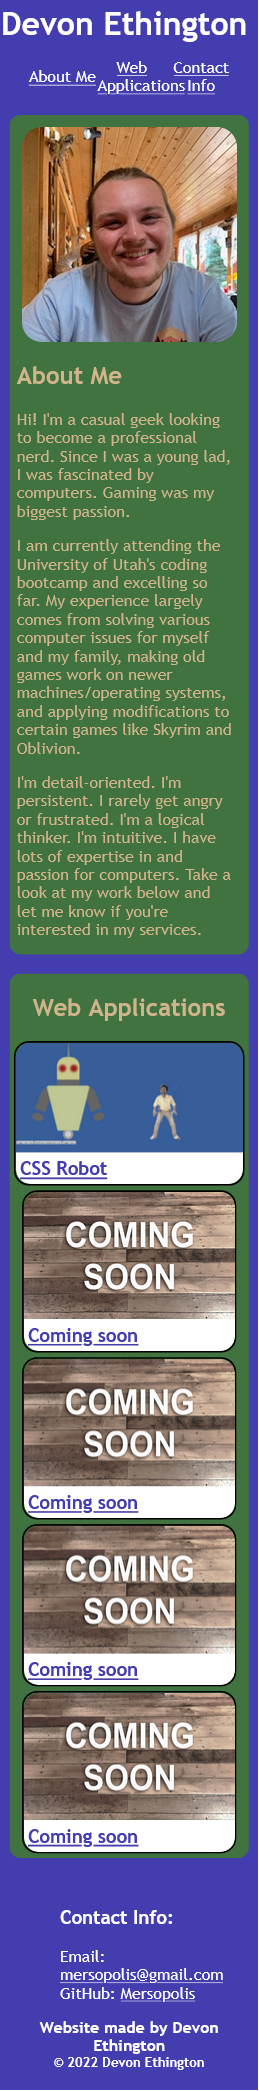 Devon Ethington
About Me
Web
Applications
Contact
Info
About Me
Hi! I'm a casual geek looking
to become a professional
nerd. Since I was a young lad,
I was fascinated by
computers. Gaming was my
biggest passion.
I am currently attending the
University of Utah's coding
bootcamp and excelling so
far. My experience largely
comes from solving various
computer issues for myself
and my family, making old
games work on newer
machines/operating systems,
and applying modifications to
certain games like Skyrim and
Oblivion.
I'm detail-oriented. I'm
persistent. I rarely get angry
or frustrated. I'm a logical
thinker. I'm intuitive. I have
lots of expertise in and
passion for computers. Take a
look at my work below and
let me know if you're
interested in my services.
Web Applications
CSS Robot
COMING
SOON
Coming soon
COMING
SOON
Coming soon
COMING
SOON
Coming soon
COMING
SOON
Coming soon
Contact Info:
Email:
mersopolis@gmail.com
GitHub: Mersopolis
Website made by Devon
Ethington
© 2022 Devon Ethington